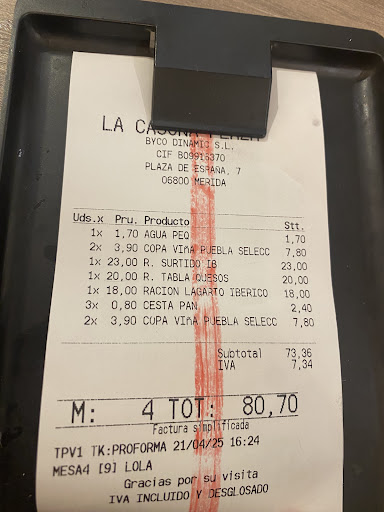 LA CASONA
BYCO DINAMIC S.L.
CIF B09916370
PLAZA DE ESPAÑA, 7
06800 MERIDA
Uds.x Pru. Producto Stt.
1x 1,70 AGUA PEQ 1,70
2x 3,90 COPA VIñA PUEBLA SELECC 7,80
1x 23,00 R. SURTIDO IB 23,00
1x 20,00 R. TABLA QUESOS 20,00
1x 18,00 RACION LAGARTO IBERICO 18,00
3x 0,80 CESTA PAN 2,40
2x 3,90 COPA VIñA PUEBLA SELECC 7,80
Subtotal 73,36
IVA 7,34
M: 4 TOT: 80,70
Factura simplificada
TPV1 TK:PROFORMA 21/04/25 16:24
MESA4 [9] LOLA
Gracias por su visita
IVA INCLUIDO Y DESGLOSADO